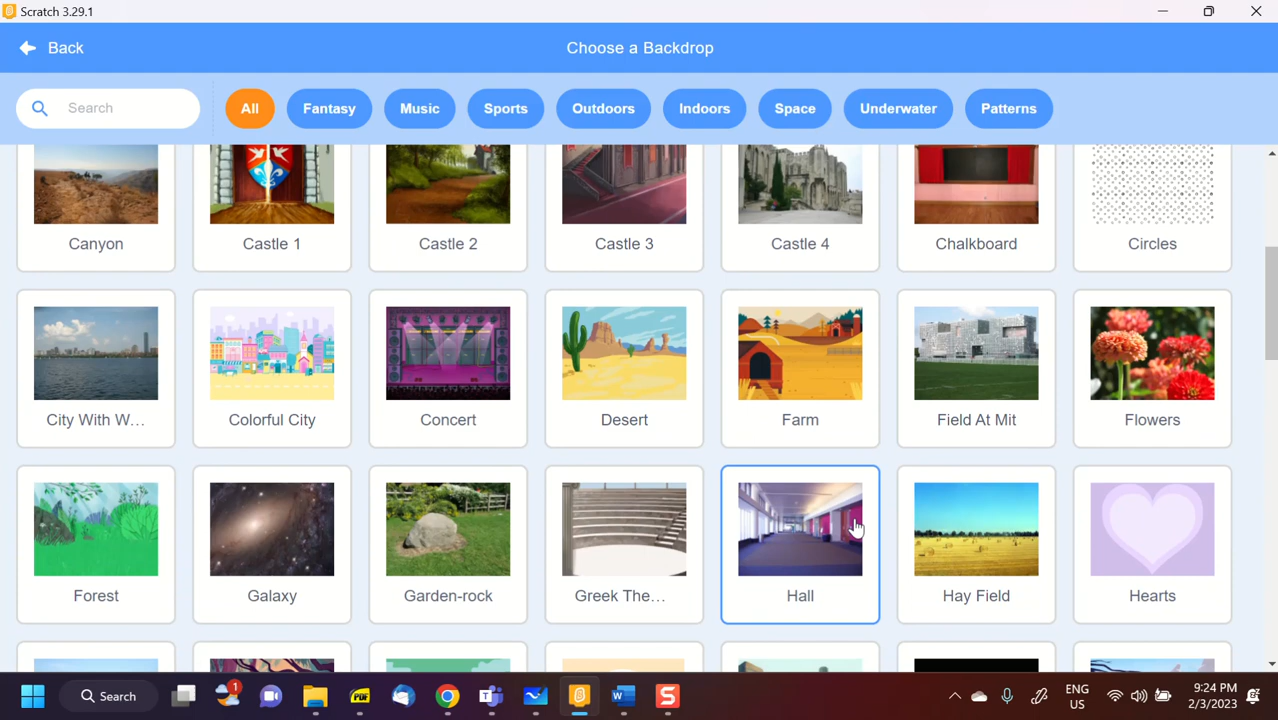 Scratch 3.29.1
Back
Choose a Backdrop
Search
All
Fantasy
Music
Sports
Outdoors
Indoors
Space
Underwater
Patterns
Canyon
Castle 1
Castle 2
Castle 3
Castle 4
Chalkboard
Circles
City With W...
Colorful City
Concert
Desert
Farm
Field At Mit
Flowers
Forest
Galaxy
Garden-rock
Greek The...
Hall
Hay Field
Hearts
Search
1
PDF
T
W
S
ENG
US
9:24 PM
2/3/2023